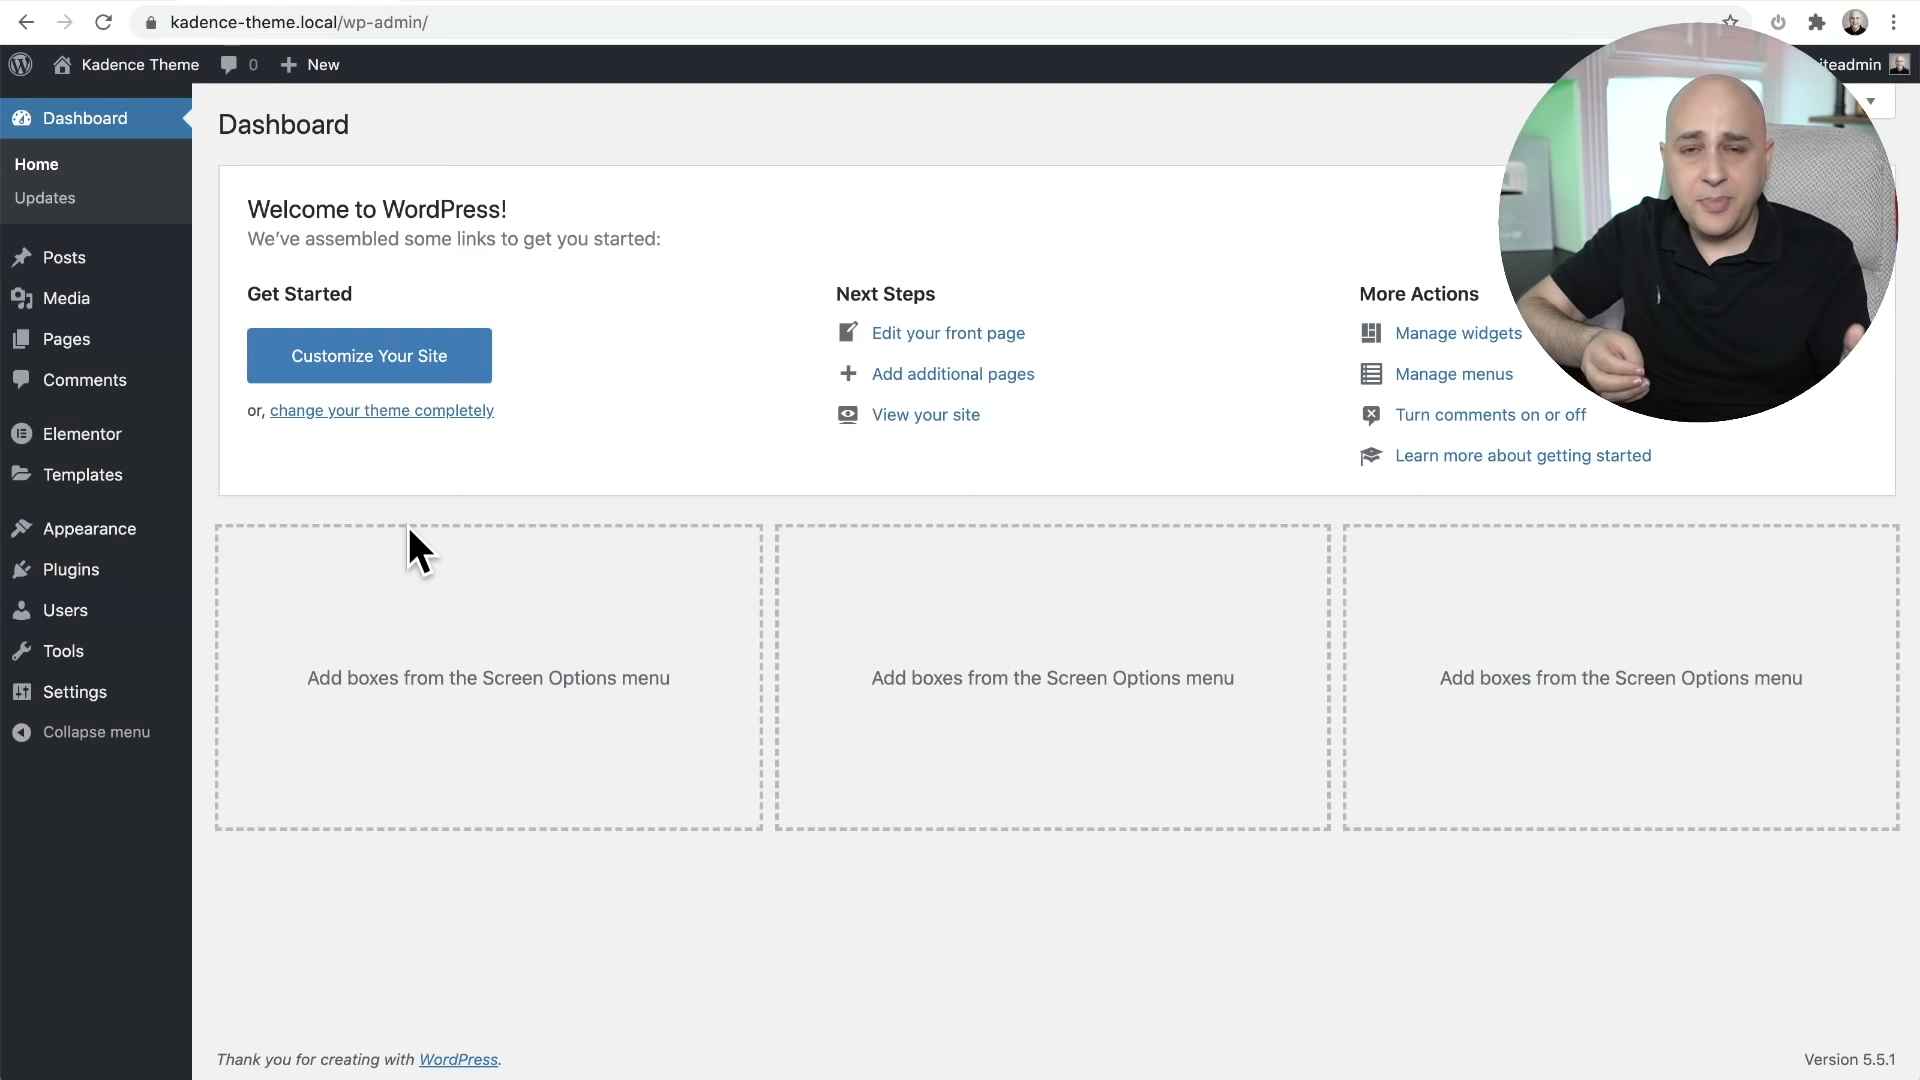 kadence-theme.local/wp-admin/
Kadence Theme
0
New
Dashboard
Home
Updates
Posts
Media
Pages
Comments
Elementor
Templates
Appearance
Plugins
Users
Tools
Settings
Collapse menu
Dashboard
Welcome to WordPress!
We've assembled some links to get you started:
Get Started
Customize Your Site
or, change your theme completely
Next Steps
Edit your front page
Add additional pages
View your site
More Actions
Manage widgets
Manage menus
Turn comments on or off
Learn more about getting started
Add boxes from the Screen Options menu
Add boxes from the Screen Options menu
Add boxes from the Screen Options menu
Thank you for creating with WordPress.
Version 5.5.1